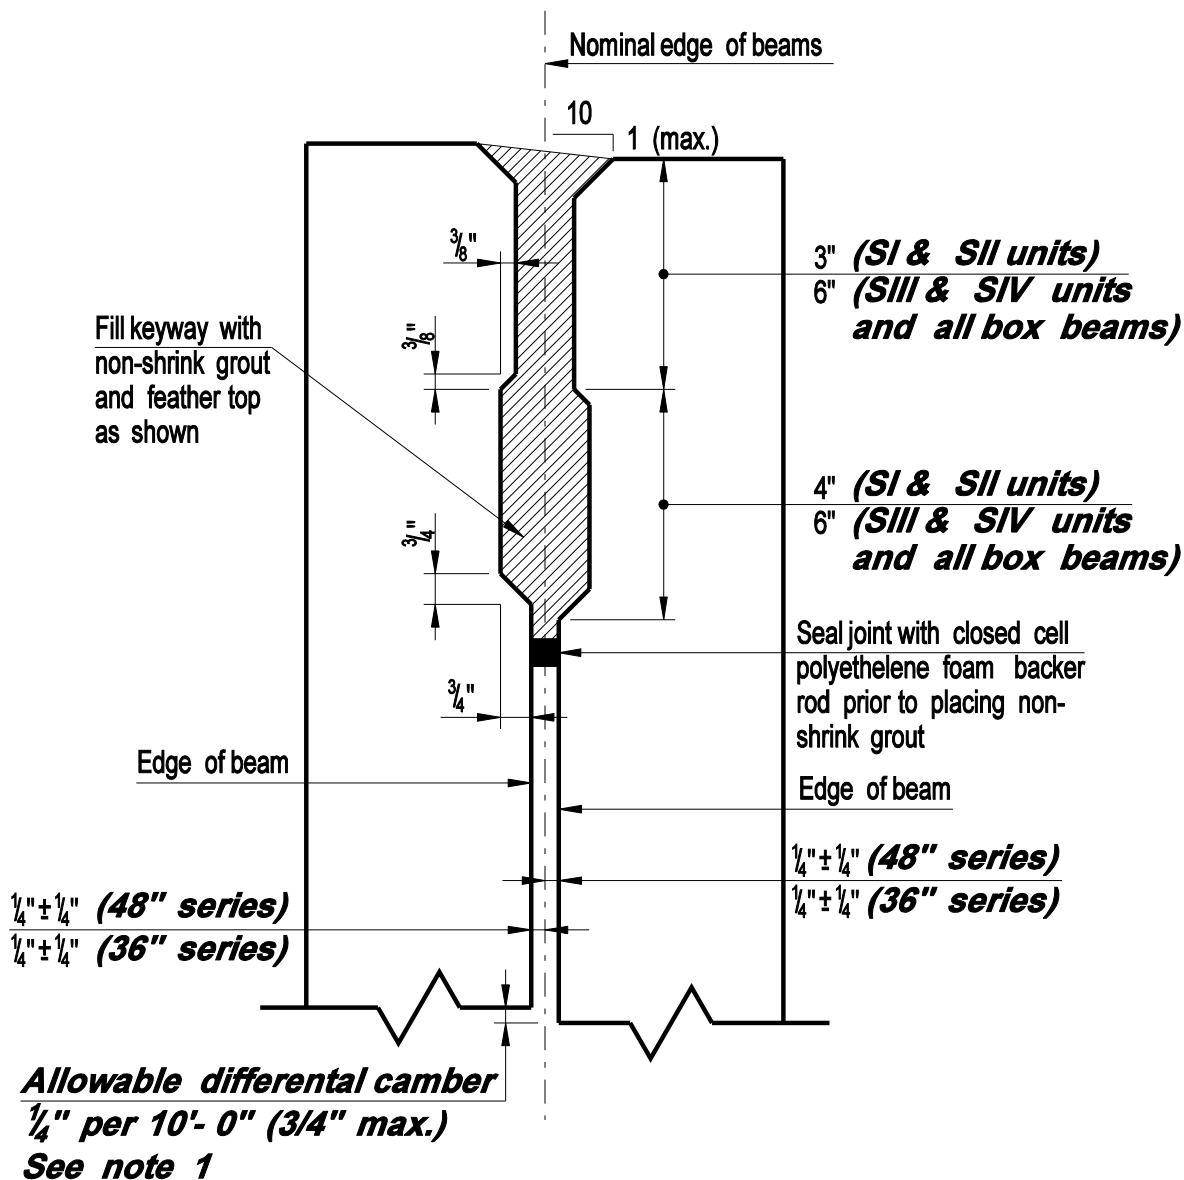 Nominal edge of beams
10
1 (max.)
3/8"
3" (SI & SII units)
6" (SIII & SIV units
and all box beams)
Fill keyway with
non-shrink grout
and feather top
as shown
3/8"
4" (SI & SII units)
6" (SIII & SIV units
and all box beams)
3/4"
Seal joint with closed cell
polyethelene foam backer
rod prior to placing non-
shrink grout
3/4"
Edge of beam
Edge of beam
1/4"±1/4" (48" series)
1/4"±1/4" (36" series)
1/4"±1/4" (48" series)
1/4"±1/4" (36" series)
Allowable differental camber
1/4" per 10'- 0" (3/4" max.)
See note 1